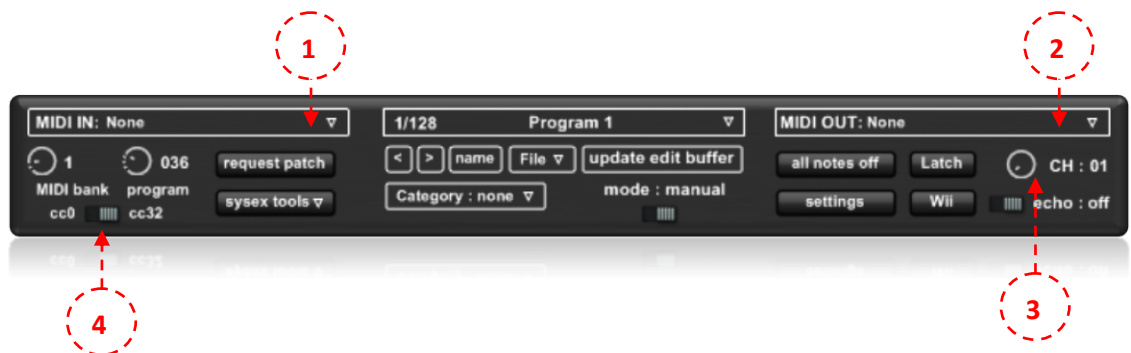 1
2
MIDI IN: None ▽
1/128 Program 1 ▽
MIDI OUT: None ▽
1 036 request patch
< > name File ▽ update edit buffer
all notes off Latch CH : 01
MIDI bank program
sysex tools ▽
Category : none ▽
mode : manual
settings Wii echo : off
cc0 cc32
4
3